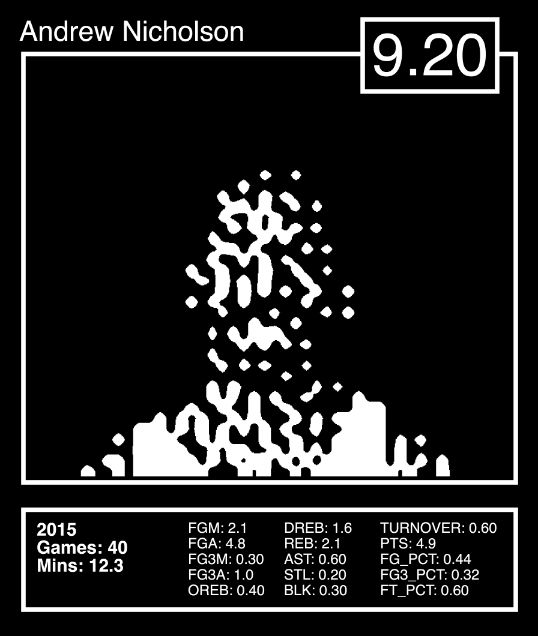 Andrew Nicholson
9.20
2015
Games: 40
Mins: 12.3
FGM: 2.1
FGA: 4.8
FG3M: 0.30
FG3A: 1.0
OREB: 0.40
DREB: 1.6
REB: 2.1
AST: 0.60
STL: 0.20
BLK: 0.30
TURNOVER: 0.60
PTS: 4.9
FG_PCT: 0.44
FG3_PCT: 0.32
FT_PCT: 0.60